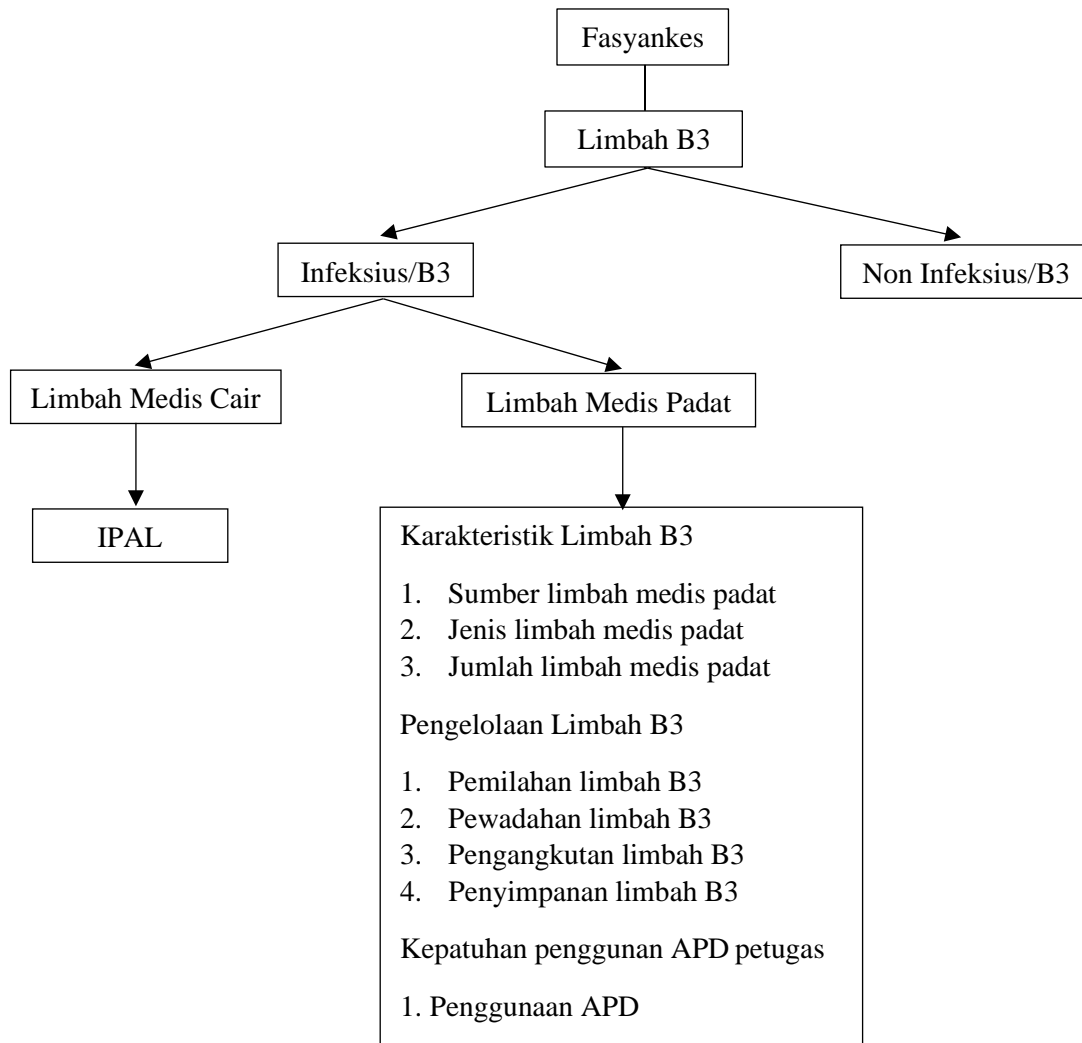 Fasyankes
Limbah B3
Infeksius/B3
Non Infeksius/B3
Limbah Medis Cair
Limbah Medis Padat
IPAL
Karakteristik Limbah B3
1. Sumber limbah medis padat
2. Jenis limbah medis padat
3. Jumlah limbah medis padat
Pengelolaan Limbah B3
1. Pemilahan limbah B3
2. Pewadahan limbah B3
3. Pengangkutan limbah B3
4. Penyimpanan limbah B3
Kepatuhan penggunan APD petugas
1. Penggunaan APD